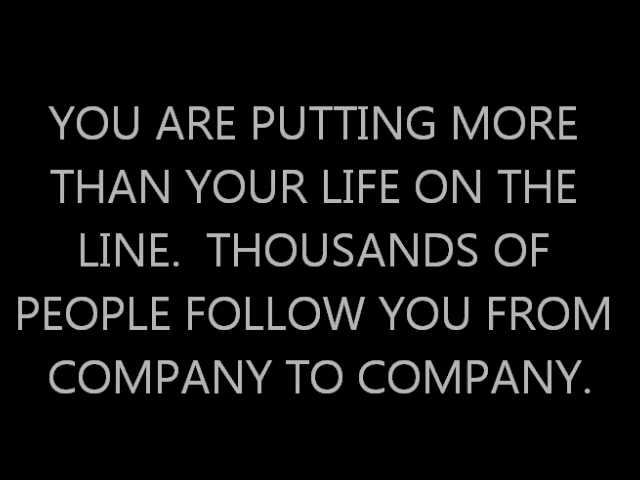 YOU ARE PUTTING MORE
THAN YOUR LIFE ON THE
LINE.  THOUSANDS OF
PEOPLE FOLLOW YOU FROM
COMPANY TO COMPANY.